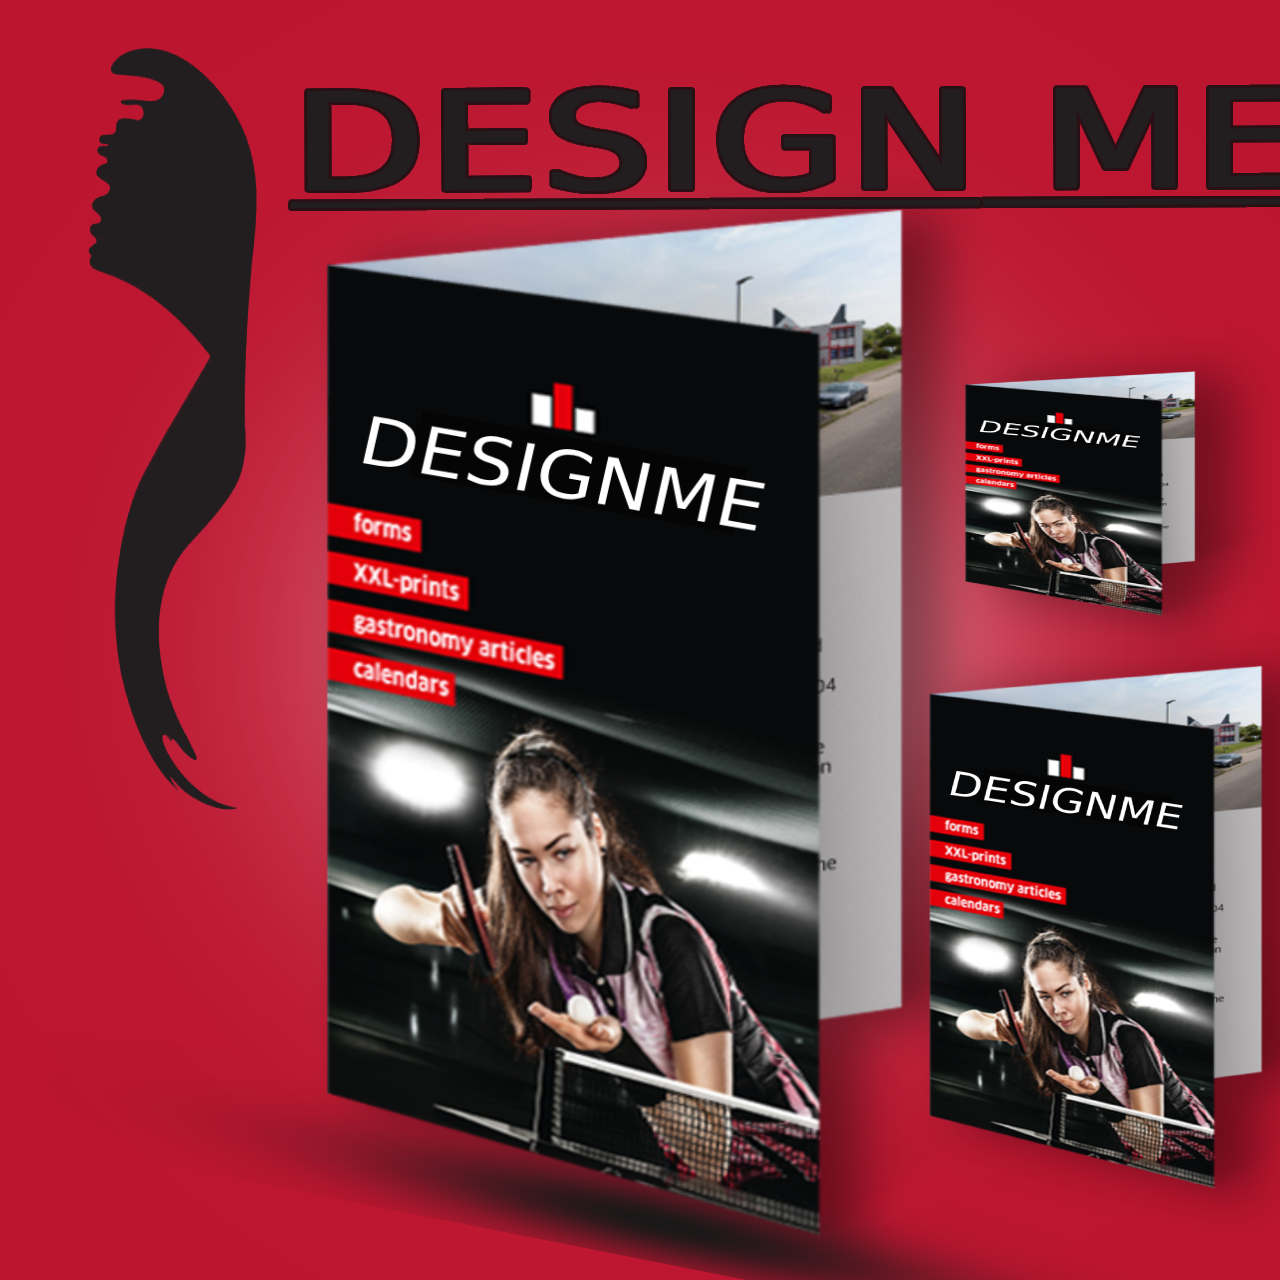 DESIGN ME
DESIGNME
forms
XXL-prints
gastronomy articles
calendars
DESIGNME
forms
XXL-prints
gastronomy articles
calendars
DESIGNME
forms
XXL-prints
gastronomy articles
calendars